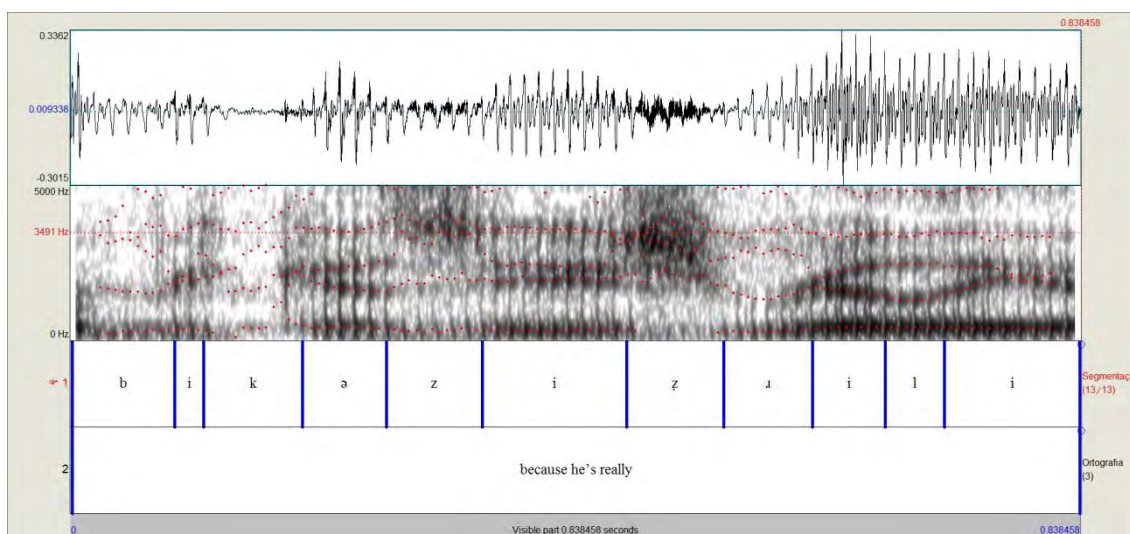 0.838458
0.3362
0.009338
-0.3015
5000 Hz
3491 Hz
0 Hz
1
b i k ə z i z̥ ɹ i l i
Segmentaç
(13/13)
2
because he's really
Ortografia
(3)
0 Visible part 0.838458 seconds 0.838458